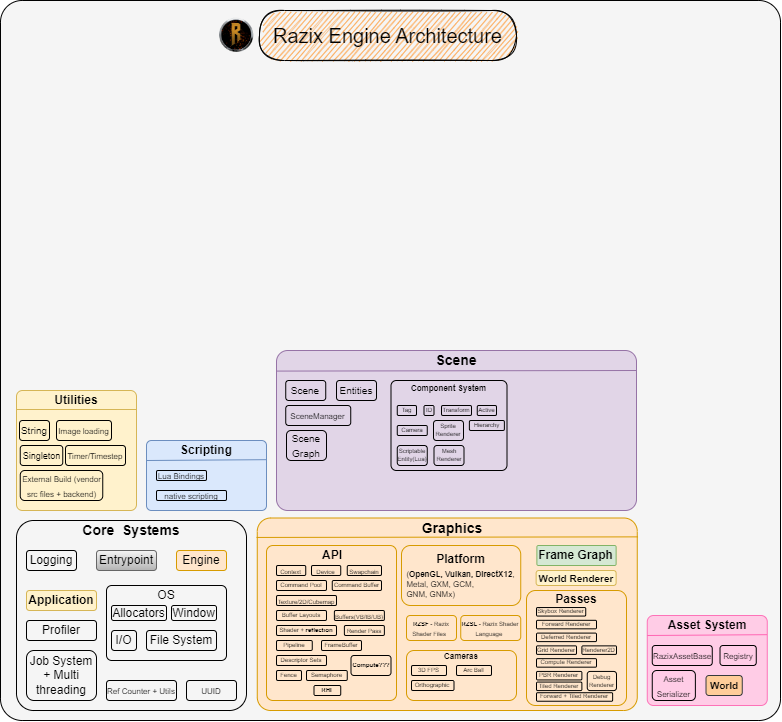 Razix Engine Architecture
Scene
Scene
Entities
SceneManager
Scene
Graph
Component System
Tag
ID
Transform
Active
Camera
Sprite
Renderer
Hierarchy
Scriptable
Entity(Lua)
Mesh
Renderer
Utilities
String
Image loading
Singleton
Timer/Timestep
External Build (vendor
src files + backend)
Scripting
Lua Bindings
native scripting
Core Systems
Logging
Entrypoint
Engine
Application
Profiler
Job System
+ Multi
threading
OS
Allocators
Window
I/O
File System
Ref Counter + Utils
UUID
Graphics
API
Context
Device
Swapchain
Command Pool
Command Buffer
Texture/2D/Cubemap
Buffer Layouts
Buffers(VB/IB/UB)
Shader + reflection
Render Pass
Pipeline
FrameBuffer
Descriptor Sets
Compute???
Fence
Semaphore
RHI
Platform
(OpenGL, Vulkan, DirectX12,
Metal, GXM, GCM,
GNM, GNMx)
RZSF - Razix
Shader Files
RZSL - Razix Shader
Language
Cameras
3D FPS
Arc Ball
Orthographic
Frame Graph
World Renderer
Passes
Skybox Renderer
Forward Renderer
Deferred Renderer
Grid Renderer
Renderer2D
Compute Renderer
PBR Renderer
Tiled Renderer
Debug
Renderer
Forward + Tiled Renderer
Asset System
RazixAssetBase
Registry
Asset
Serializer
World